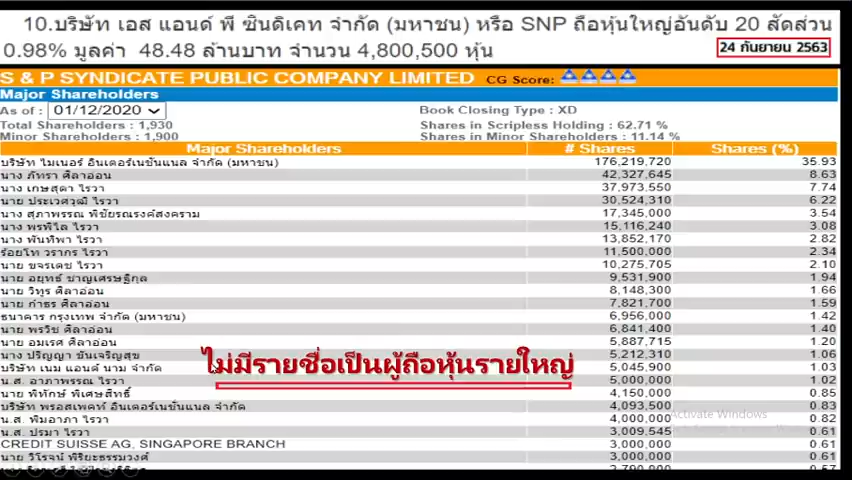 10.บริษัท เอส แอนด์ พี ซินดิเคท จำกัด (มหาชน) หรือ SNP ถือหุ้นใหญ่อันดับ 20 สัดส่วน
0.98% มูลค่า 48.48 ล้านบาท จำนวน 4,800,500 หุ้น
24 กันยายน 2563
S & P SYNDICATE PUBLIC COMPANY LIMITED CG Score:
Major Shareholders
As of : 01/12/2020 Book Closing Type : XD
Total Shareholders : 1,930 Shares in Scripless Holding : 62.71 %
Minor Shareholders : 1,900 Shares in Minor Shareholders : 11.14 %
Major Shareholders # Shares Shares (%)
บริษัท ไมเนอร์ อินเตอร์เนชั่นแนล จำกัด (มหาชน) 176,219,720 35.93
นาง ภัทรา ศิลาอ่อน 42,327,645 8.63
นาง เกษสุดา ไรวา 37,973,550 7.74
นาย ประเวศวุฒิ ไรวา 30,524,310 6.22
นาง สุภาพรรณ พิชัยรณรงค์สงคราม 17,345,000 3.54
นาง พรพิไล ไรวา 15,116,240 3.08
นาง พันทิพา ไรวา 13,852,170 2.82
ร้อยโท วรากร ไรวา 11,500,000 2.34
นาย ขจรเดช ไรวา 10,275,705 2.10
นาย อยุทธ์ ชาญเศรษฐิกุล 9,531,900 1.94
นาย วิทูร ศิลาอ่อน 8,148,300 1.66
นาย กำธร ศิลาอ่อน 7,821,700 1.59
ธนาคาร กรุงเทพ จำกัด (มหาชน) 6,956,000 1.42
นาย พรวิช ศิลาอ่อน 6,841,400 1.40
นาย อมเรศ ศิลาอ่อน 5,887,715 1.20
นาง ปริญญา ขันเจริญสุข 5,212,310 1.06
ไม่มีรายชื่อเป็นผู้ถือหุ้นรายใหญ่
บริษัท เนม แอนด์ นาม จำกัด 5,045,900 1.03
น.ส. อาภาพรรณ ไรวา 5,000,000 1.02
นาย พิทักษ์ พิเศษสิทธิ์ 4,150,000 0.85
บริษัท พรอสเพคท์ อินเตอร์เนชั่นแนล จำกัด 4,093,500 0.83
น.ส. พิมอาภา ไรวา 4,000,000 0.82
น.ส. ปรมา ไรวา 3,009,545 0.61
CREDIT SUISSE AG, SINGAPORE BRANCH 3,000,000 0.61
นาย วิโรจน์ พิริยะธรรมวงศ์ 3,000,000 0.61
2,790,000 0.57
Activate Windows